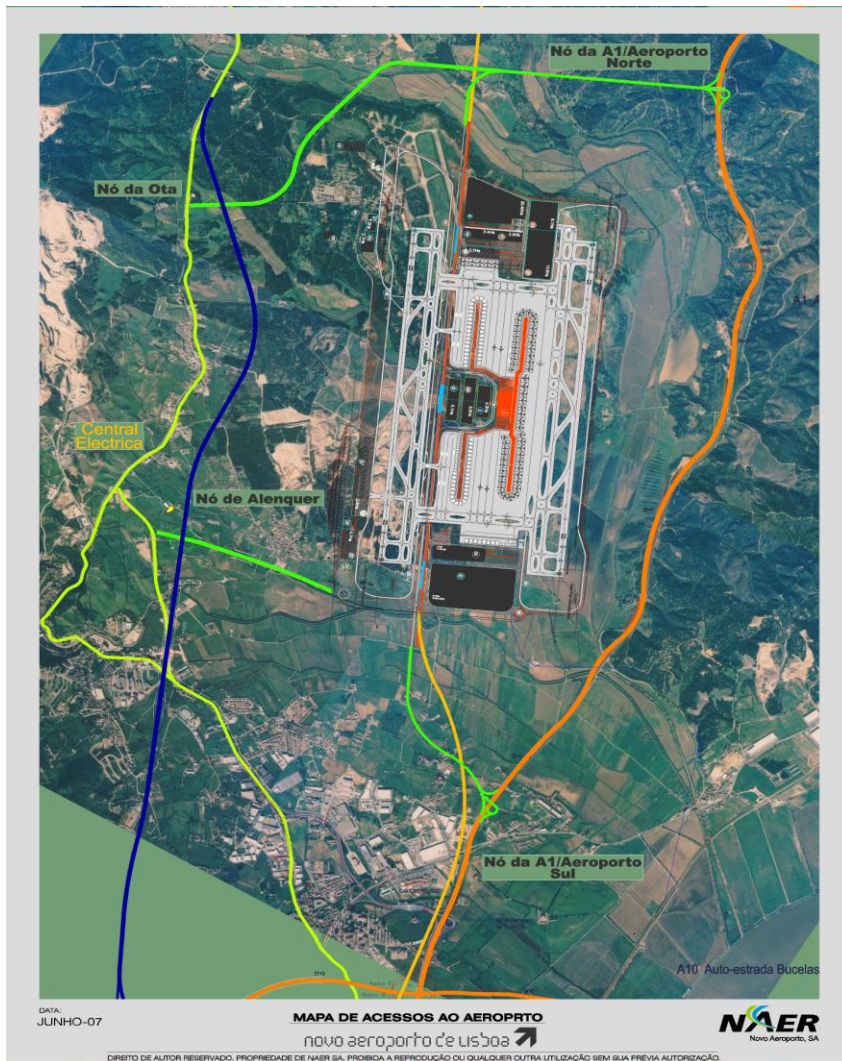 Nó da A1/Aeroporto
Norte
Nó da Ota
Central
Electrica
Nó de Alenquer
Nó da A1/Aeroporto
Sul
A10 Auto-estrada Bucelas
DATA:
JUNHO-07
MAPA DE ACESSOS AO AEROPRTO
novo aeroporto de lisboa
NAER
Novo Aeroporto, SA
DIREITO DE AUTOR RESERVADO. PROPRIEDADE DE NAER SA. PROIBIDA A REPRODUÇÃO OU QUALQUER OUTRA UTILIZAÇÃO SEM SUA PRÉVIA AUTORIZAÇÃO.